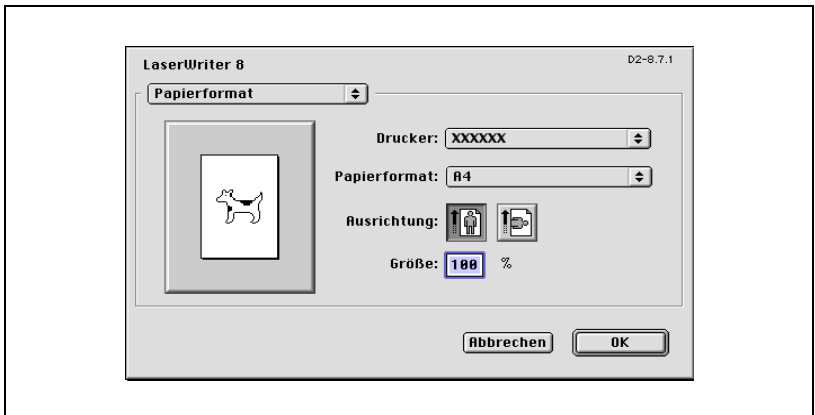 LaserWriter 8
D2-8.7.1
Papierformat
Drucker: XXXXXX
Papierformat: A4
Ausrichtung:
Größe: 100 %
Abbrechen
OK